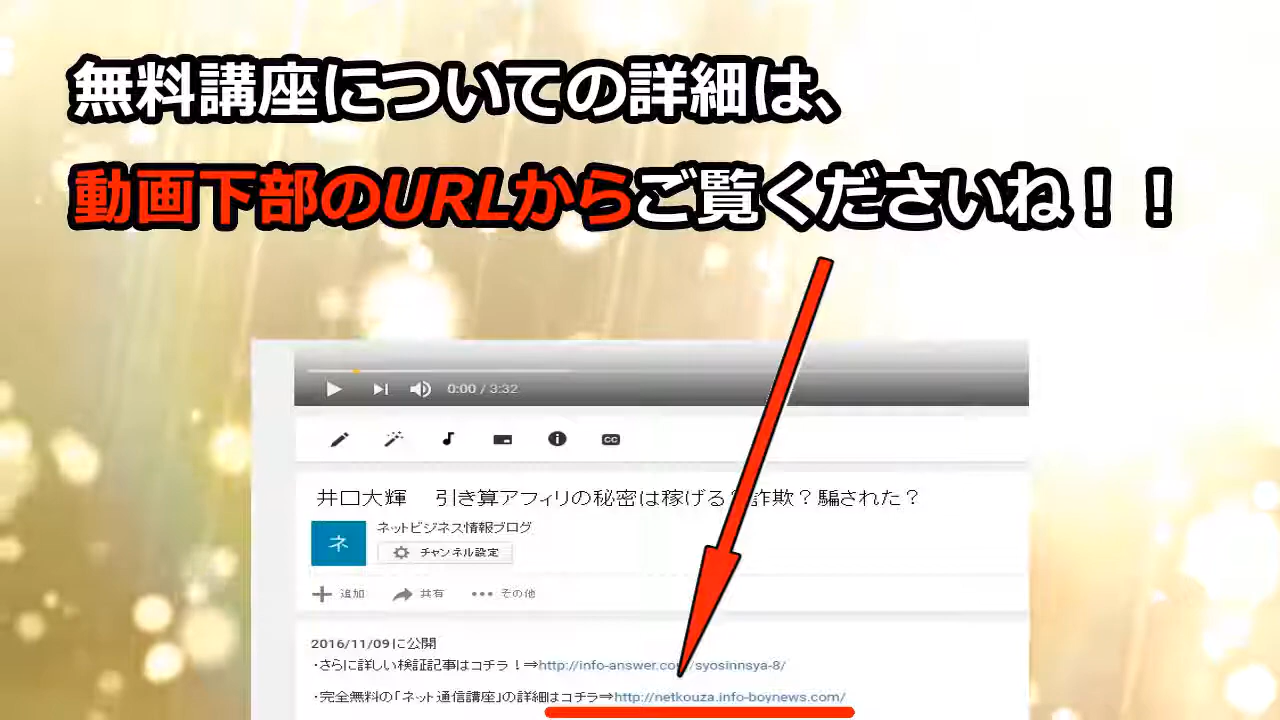 無料講座についての詳細は、
動画下部のURLからご覧くださいね！！
0:00 / 3:32
CC
井口大輝　引き算アフィリの秘密は稼げる？詐欺？騙された？
ネ
ネットビジネス情報ブログ
チャンネル設定
追加 共有 その他
2016/11/09に公開
・さらに詳しい検証記事はコチラ！⇒http://info-answer.com/syosinnsya-8/
・完全無料の「ネット通信講座」の詳細はコチラ⇒http://netkouza.info-boynews.com/